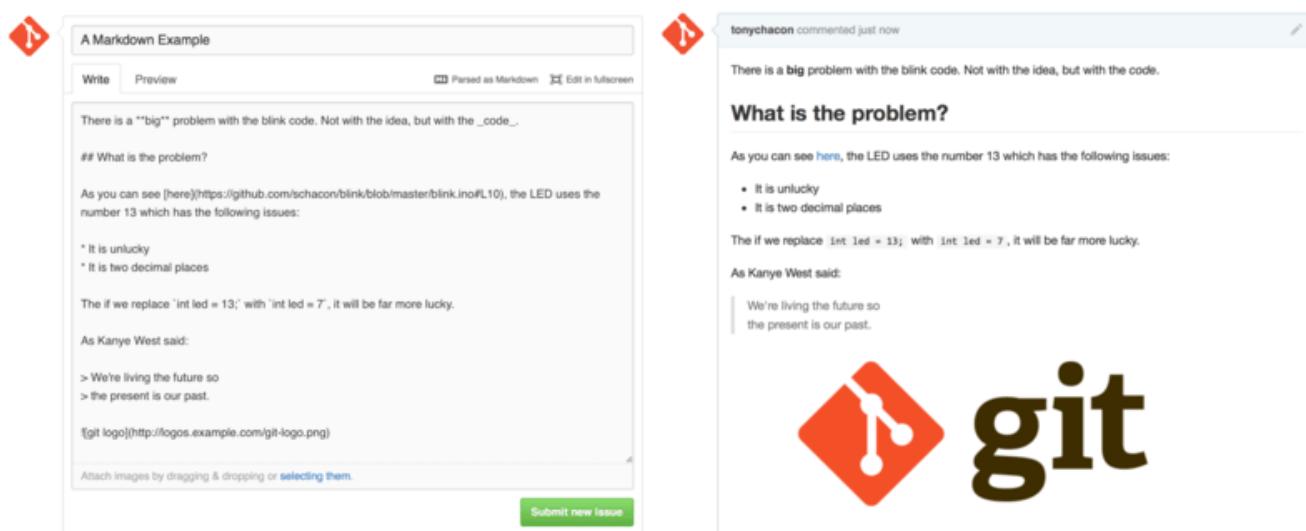 A Markdown Example
Write Preview Parsed as Markdown Edit in fullscreen
There is a **big** problem with the blink code. Not with the idea, but with the _code_.
## What is the problem?
As you can see [here](https://github.com/schacon/blink/blob/master/blink.ino#L10), the LED uses the
number 13 which has the following issues:
* It is unlucky
* It is two decimal places
The if we replace `int led = 13;` with `int led = 7`, it will be far more lucky.
As Kanye West said:
> We're living the future so
> the present is our past.
![git logo](http://logos.example.com/git-logo.png)
Attach images by dragging & dropping or selecting them.
Submit new issue
tonychacon commented just now
There is a big problem with the blink code. Not with the idea, but with the code.
What is the problem?
As you can see here, the LED uses the number 13 which has the following issues:
• It is unlucky
• It is two decimal places
The if we replace int led = 13; with int led = 7, it will be far more lucky.
As Kanye West said:
We're living the future so
the present is our past.
git